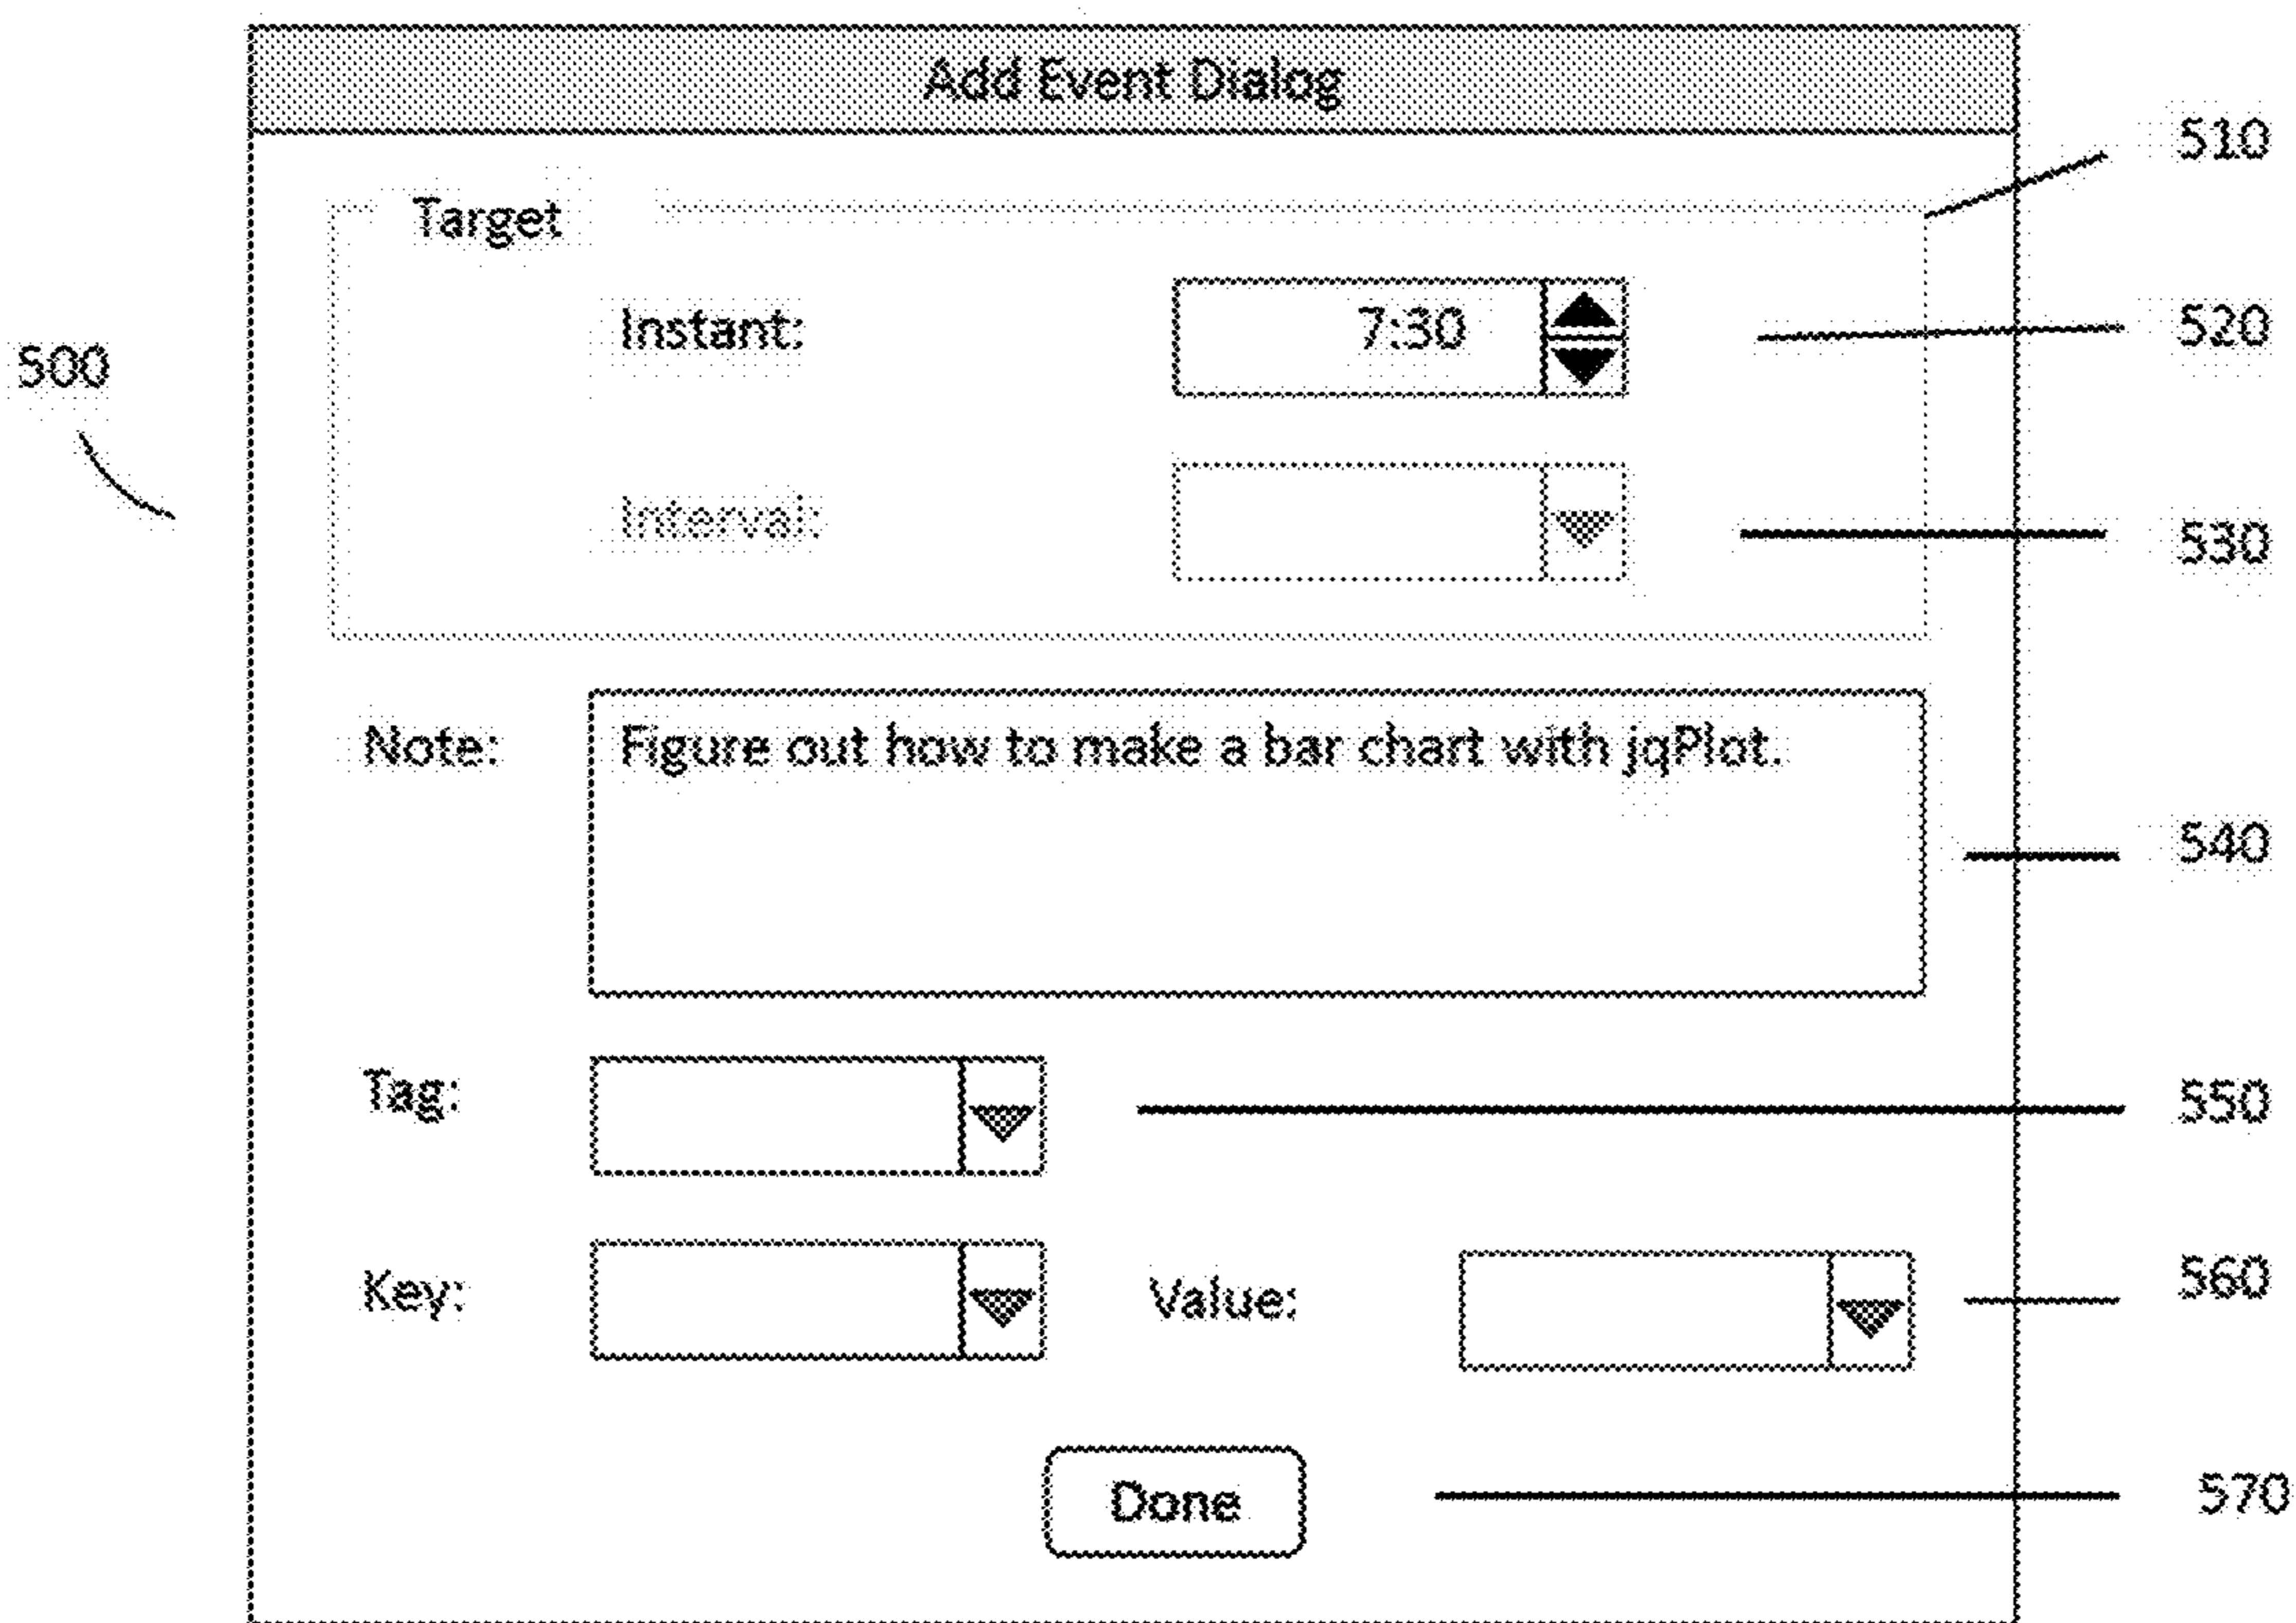 Add Event Dialog
510
Target
Instant: 7:30 520
500
Interval: 530
Note: Figure out how to make a bar chart with jqPlot.
540
Tag: 550
Key: Value: 560
Done 570